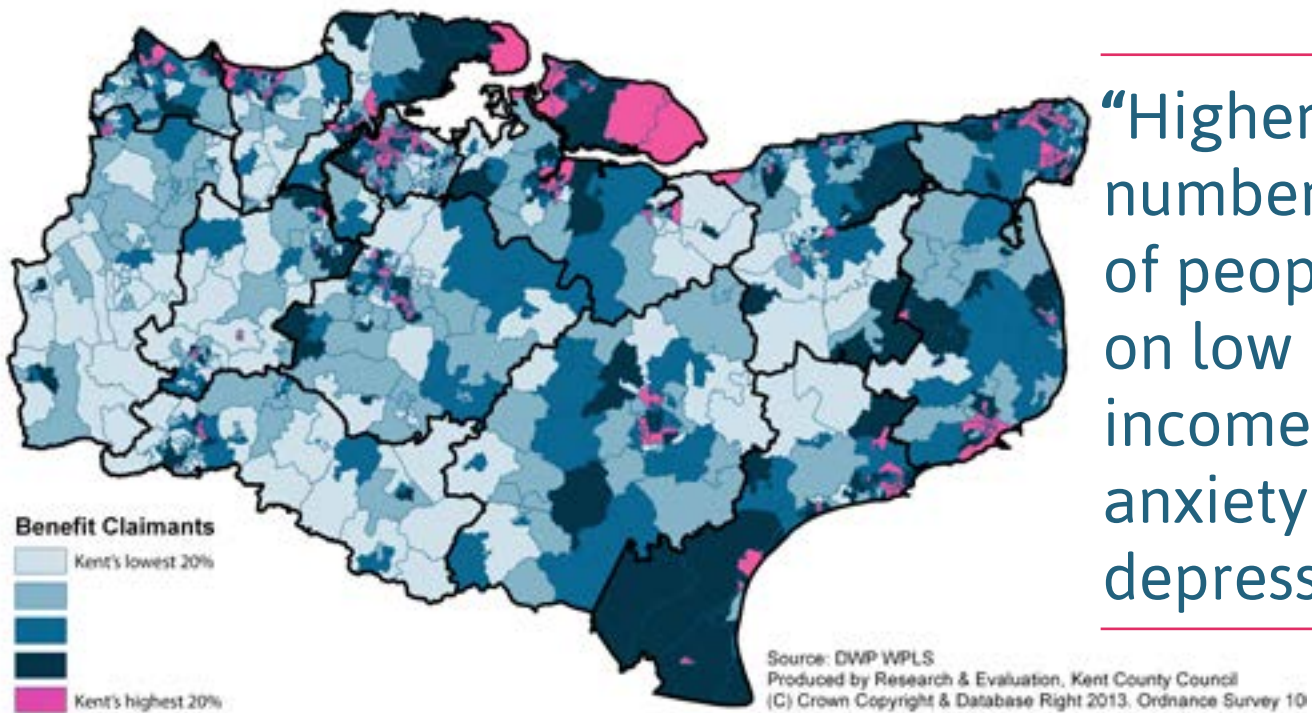 “Higher
number
of peop
on low
income
anxiety
depress
Benefit Claimants
Kent's lowest 20%
Kent's highest 20%
Source: DWP WPLS
Produced by Research & Evaluation, Kent County Council
(C) Crown Copyright & Database Right 2013. Ordnance Survey 10